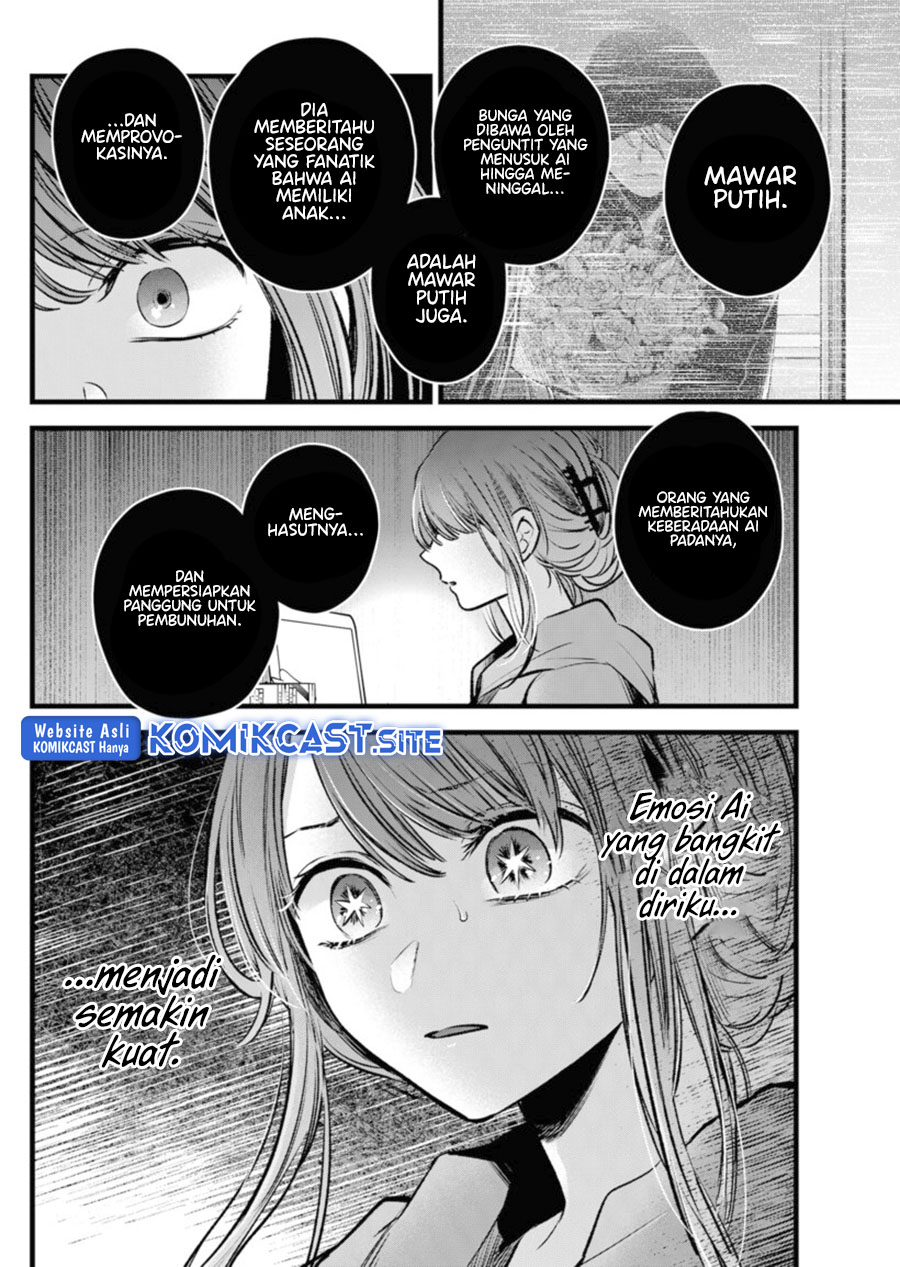 MAWAR
PUTIH.
BUNGA YANG
DIBAWA OLEH
PENGUNTIT YANG
MENUSUK AI
HINGGA ME-
NINGGAL...
ADALAH
MAWAR
PUTIH
JUGA.
DIA
MEMBERITAHU
SESEORANG
YANG FANATIK
BAHWA AI
MEMILIKI
ANAK...
...DAN
MEMPROVO-
KASINYA.
ORANG YANG
MEMBERITAHUKAN
KEBERADAAN AI
PADANYA,
MENG-
HASUTNYA...
DAN
MEMPERSIAPKAN
PANGGUNG UNTUK
PEMBUNUHAN.
Website Asli
KOMIKCAST Hanya
KOMIKCAST.SITE
Emosi Ai
yang bangkit
di dalam
diriku...
...menjadi
semakin
kuat.